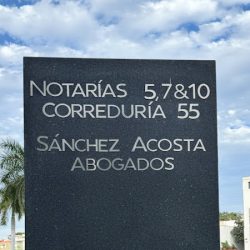 NOTARÍAS 5,7&10
CORREDURÍA 55
SÁNCHEZ ACOSTA
ABOGADOS